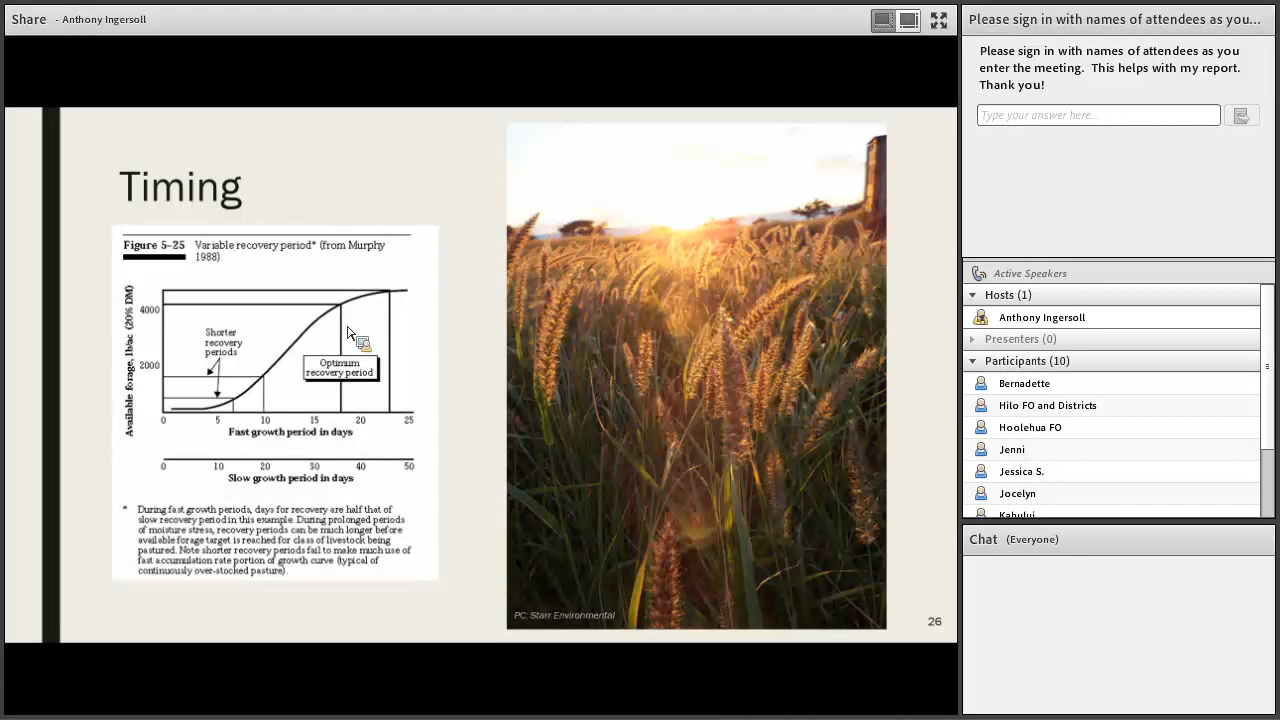 Share - Anthony Ingersoll
Timing
Figure 5-25 Variable recovery period* (from Murphy
1988)
Available forage, lb/ac (20% DM)
4000
2000
Shorter
recovery
periods
Optimum
recovery period
0 5 10 15 20 25
Fast growth period in days
0 10 20 30 40 50
Slow growth period in days
* During fast growth periods, days for recovery are half that of
slow recovery period in this example. During prolonged periods
of moisture stress, recovery periods can be much longer before
available forage target is reached for class of livestock being
pastured. Note shorter recovery periods fail to make much use of
fast accumulation rate portion of growth curve (typical of
continuously over-stocked pasture).
PC: Starr Environmental
26
Please sign in with names of attendees as you...
Please sign in with names of attendees as you
enter the meeting. This helps with my report.
Thank you!
Type your answer here...
Active Speakers
Hosts (1)
Anthony Ingersoll
Presenters (0)
Participants (10)
Bernadette
Hilo FO and Districts
Hoolehua FO
Jenni
Jessica S.
Jocelyn
Kahului
Chat (Everyone)